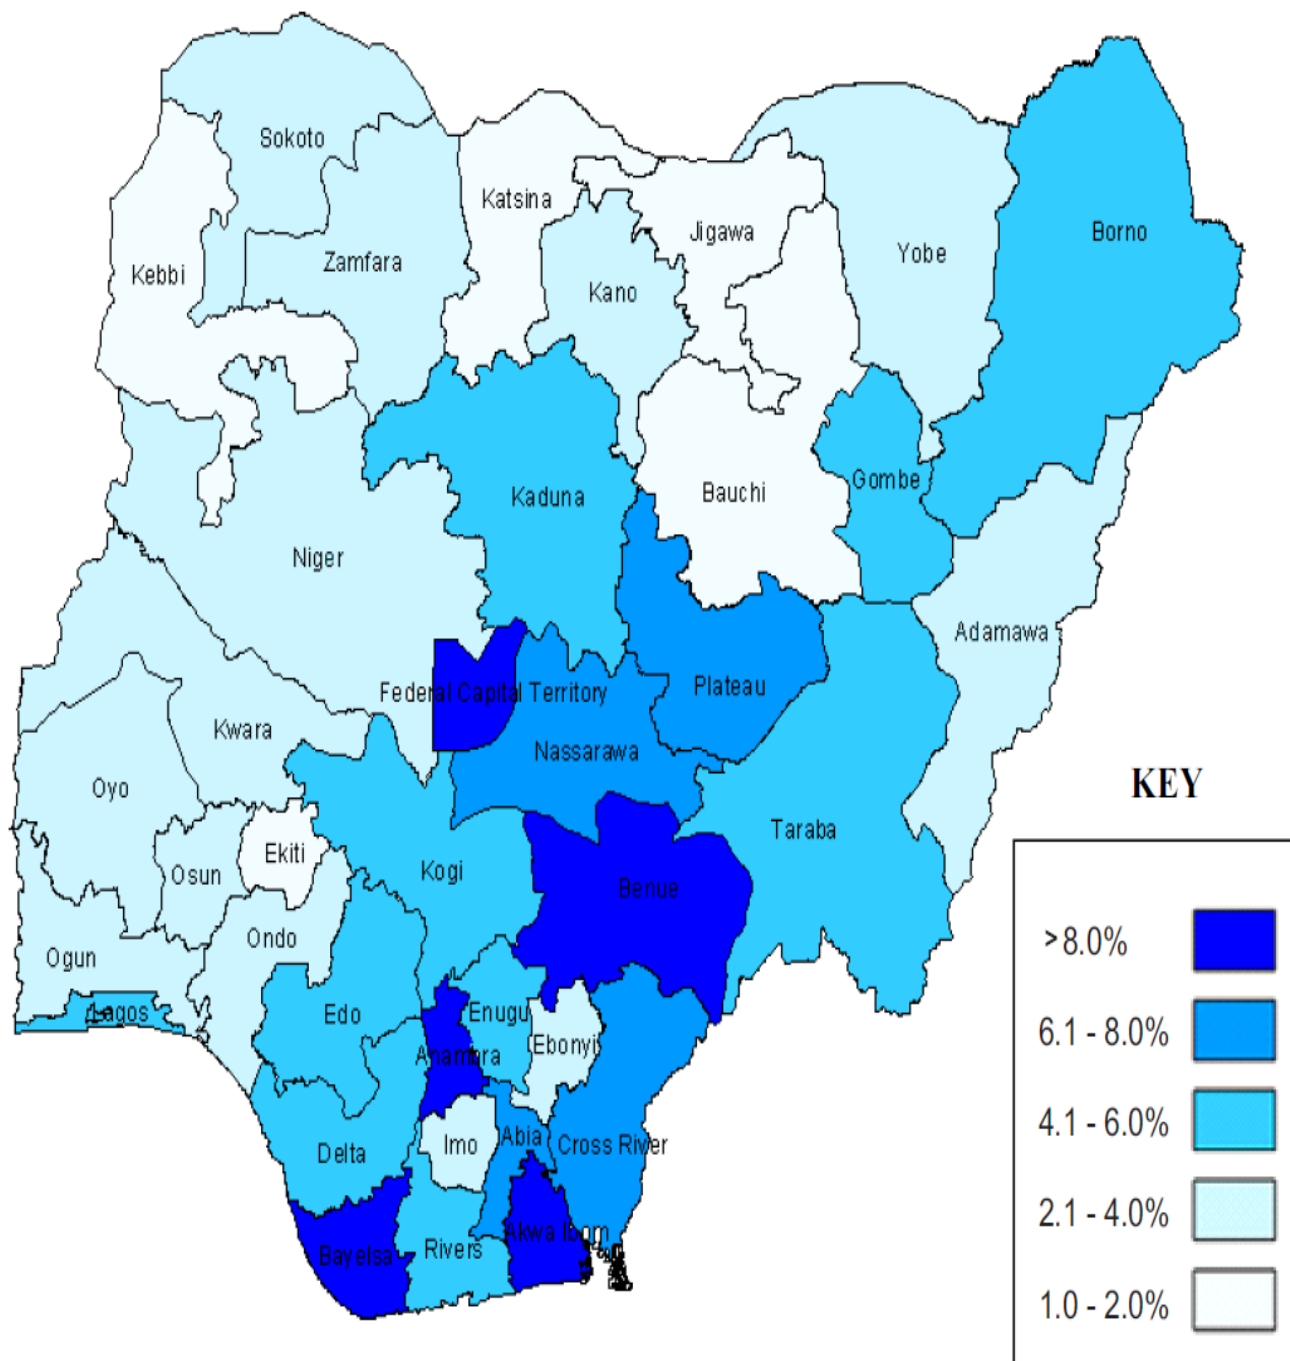 Sokoto
Katsina
Jigawa
Borno
Yobe
Zamfara
Kebbi
Kano
Gombe
Bauchi
Kaduna
Niger
Adamawa
Plateau
Federal Capital Territory
Kwara
Nassarawa
Oyo
Taraba
Ekiti
Osun
Kogi
Benue
Ondo
Ogun
Lagos
Edo
Enugu
Ebonyi
Anambra
Delta
Imo
Abia
Cross River
Akwa Ibom
Rivers
Bayelsa
KEY
>8.0%
6.1 - 8.0%
4.1 - 6.0%
2.1 - 4.0%
1.0 - 2.0%